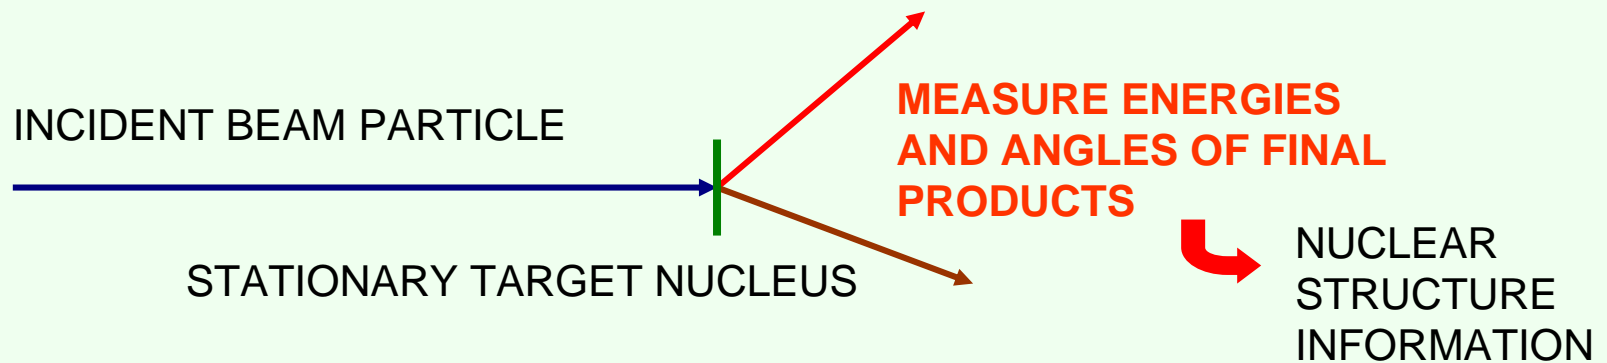 INCIDENT BEAM PARTICLE
STATIONARY TARGET NUCLEUS
MEASURE ENERGIES
AND ANGLES OF FINAL
PRODUCTS
NUCLEAR
STRUCTURE
INFORMATION